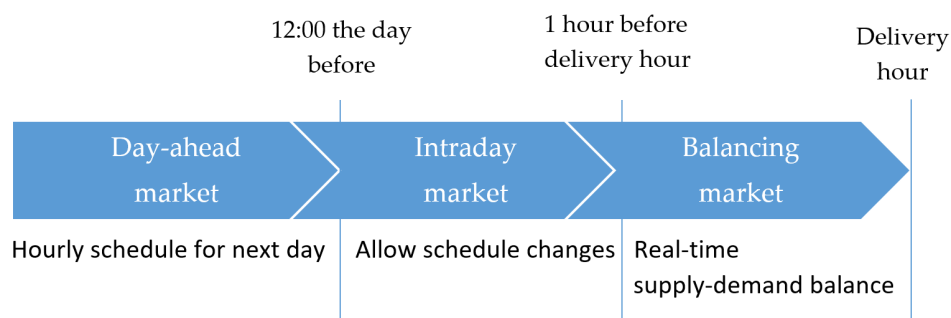 12:00 the day
before
1 hour before
delivery hour
Delivery
hour
Day-ahead
market
Intraday
market
Balancing
market
Hourly schedule for next day
Allow schedule changes
Real-time
supply-demand balance